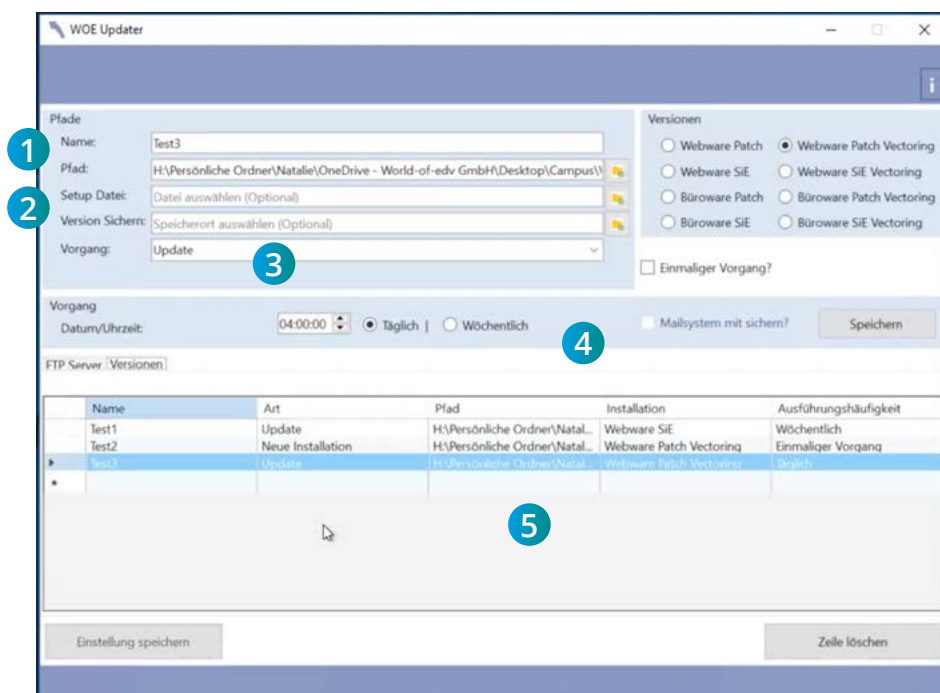 WOE Updater
i
Pfade
1
Name:
Test3
Pfad:
H:\Persönliche Ordner\Natalie\OneDrive - World-of-edv GmbH\Desktop\Campus\
2
Setup Datei:
Datei auswählen (Optional)
Version Sichern:
Speicherort auswählen (Optional)
Vorgang:
Update
3
Versionen
Webware Patch
Webware Patch Vectoring
Webware SiE
Webware SiE Vectoring
Büroware Patch
Büroware Patch Vectoring
Büroware SiE
Büroware SiE Vectoring
Einmaliger Vorgang?
Vorgang
Datum/Uhrzeit:
04:00:00
Täglich |
Wöchentlich
4
Mailsystem mit sichern?
Speichern
FTP Server
Versionen
Name Art Pfad Installation Ausführungshäufigkeit
Test1 Update H:\Persönliche Ordner\Natal... Webware SiE Wöchentlich
Test2 Neue Installation H:\Persönliche Ordner\Natal... Webware Patch Vectoring Einmaliger Vorgang
Test3 Update H:\Persönliche Ordner\Natal... Webware Patch Vectoring Täglich
5
Einstellung speichern
Zeile löschen